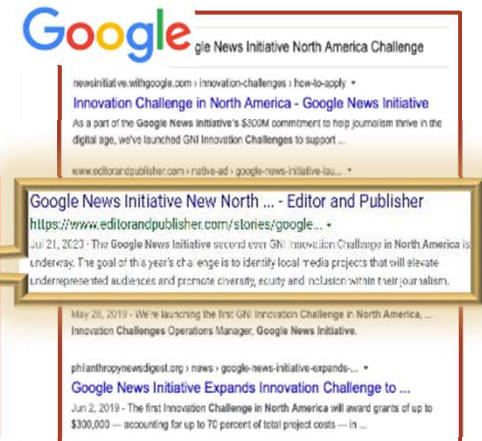 Google
gle News Initiative North America Challenge
newsinitiative.withgoogle.com › innovation-challenges › how-to-apply
Innovation Challenge in North America - Google News Initiative
As a part of the Google News Initiative's $300M commitment to help journalism thrive in the
digital age, we've launched GNI Innovation Challenges to support ...
www.editorandpublisher.com › native-ad › google-news-initiative-lau...
Google News Initiative New North ... - Editor and Publisher
https://www.editorandpublisher.com/stories/google...
Jul 21, 2023 - The Google News Initiative second ever GNI Innovation Challenge in North America is
underway. The goal of this year's challenge is to identify local media projects that will elevate
underrepresented audiences and promote diversity, equity and inclusion within their journalism.
May 28, 2019 - We're launching the first GNI Innovation Challenge in North America, ...
Innovation Challenges Operations Manager, Google News Initiative.
philanthropynewsdigest.org › news › google-news-initiative-expands-...
Google News Initiative Expands Innovation Challenge to ...
Jun 2, 2019 - The first Innovation Challenge in North America will award grants of up to
$300,000 — accounting for up to 70 percent of total project costs — in ...